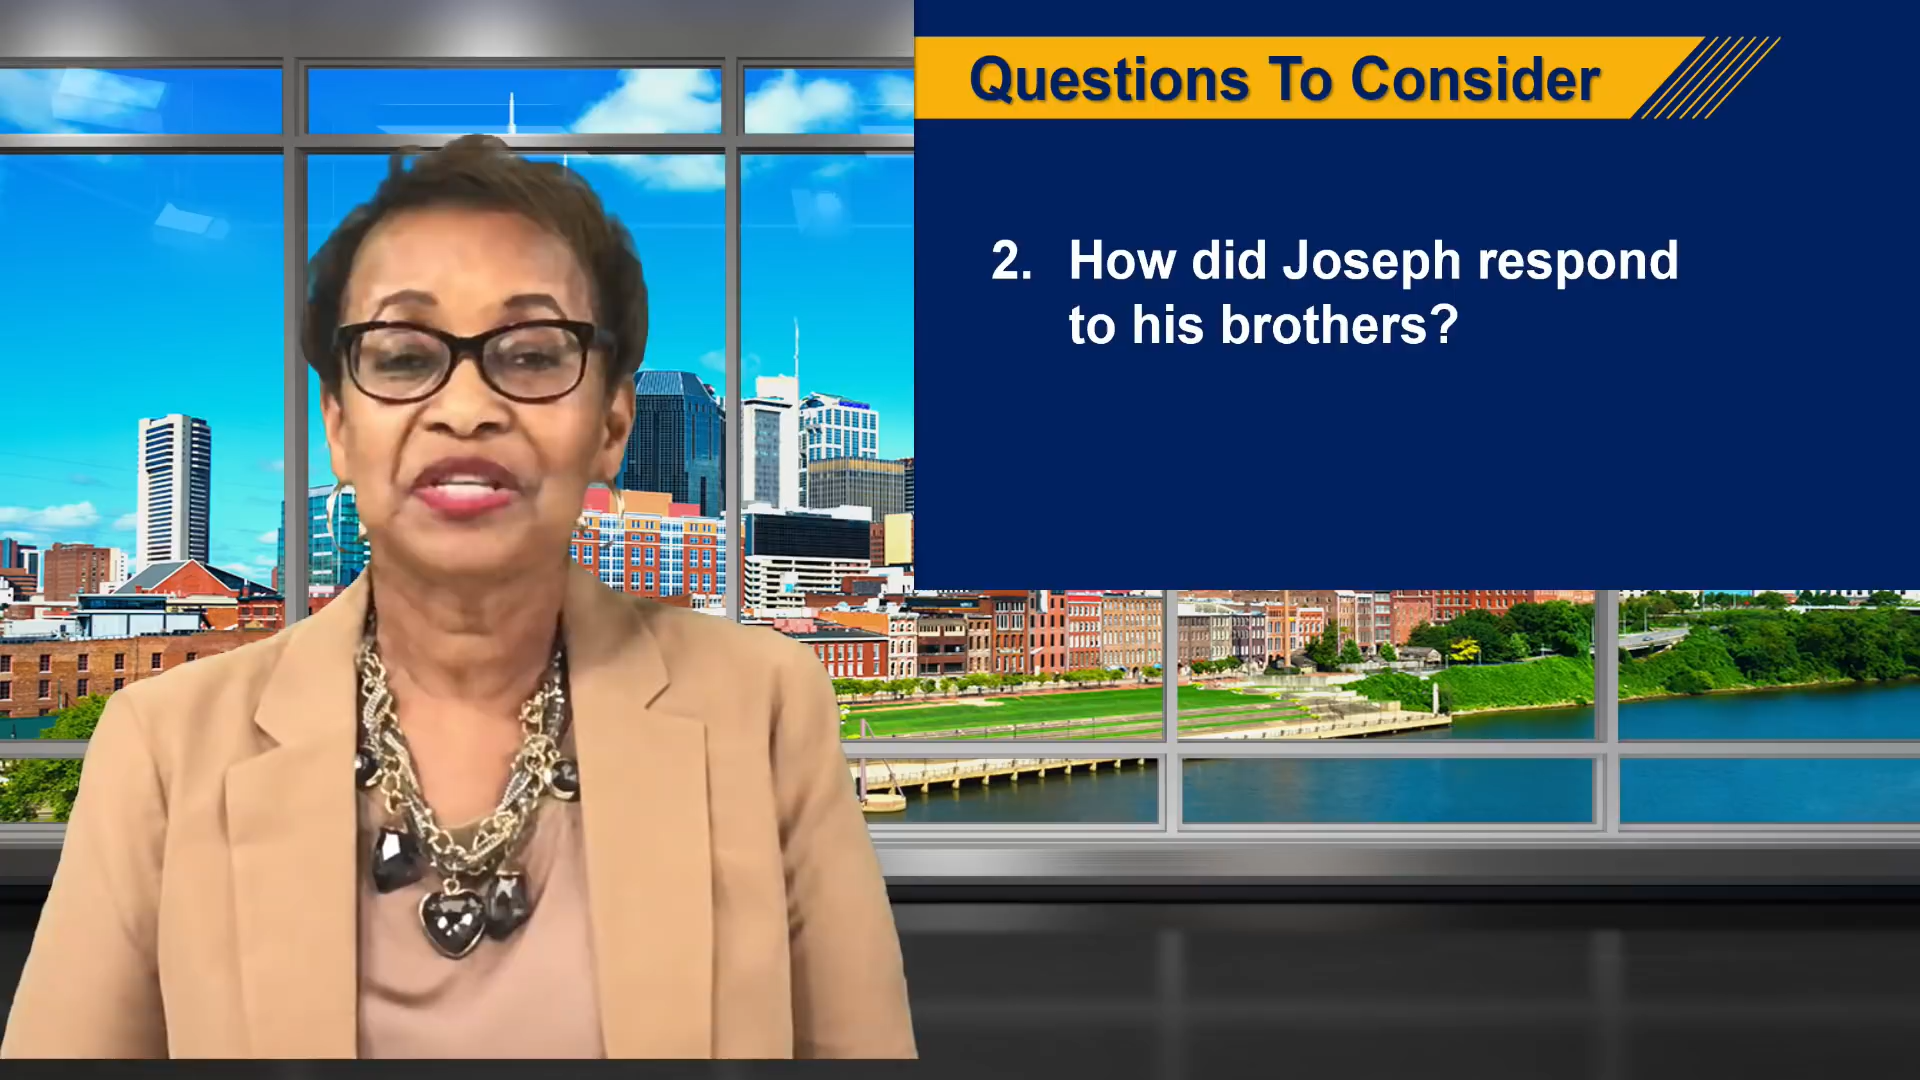 Questions To Consider
2. How did Joseph respond
to his brothers?